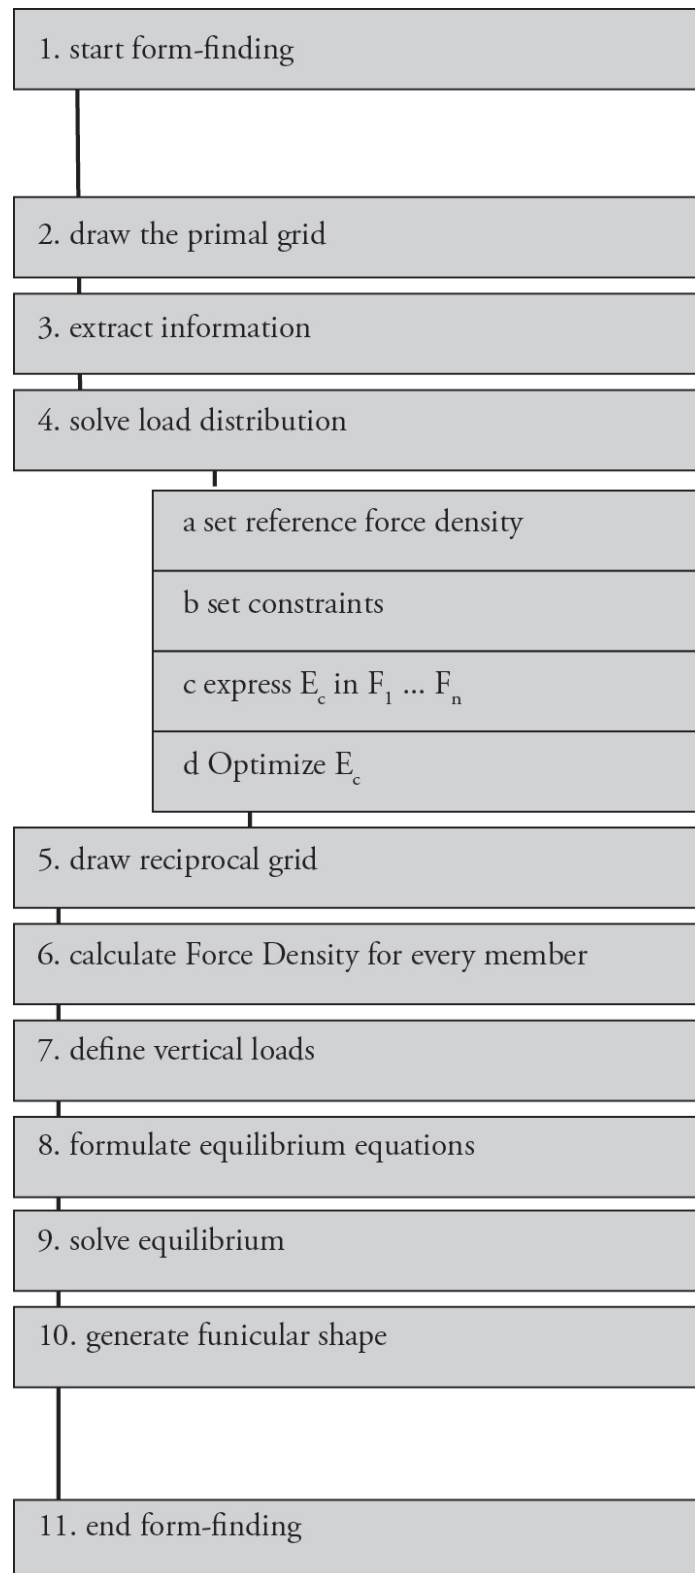 1. start form-finding
2. draw the primal grid
3. extract information
4. solve load distribution
a set reference force density
b set constraints
c express E_c in F_1 ... F_n
d Optimize E_c
5. draw reciprocal grid
6. calculate Force Density for every member
7. define vertical loads
8. formulate equilibrium equations
9. solve equilibrium
10. generate funicular shape
11. end form-finding